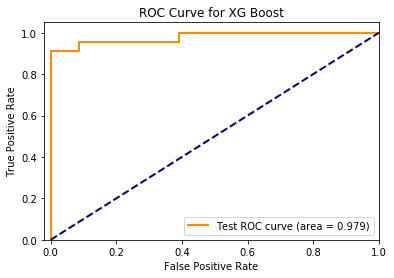 ROC Curve for XG Boost
True Positive Rate
1.0
0.8
0.6
0.4
0.2
0.0
Test ROC curve (area = 0.979)
0.0 0.2 0.4 0.6 0.8 1.0
False Positive Rate